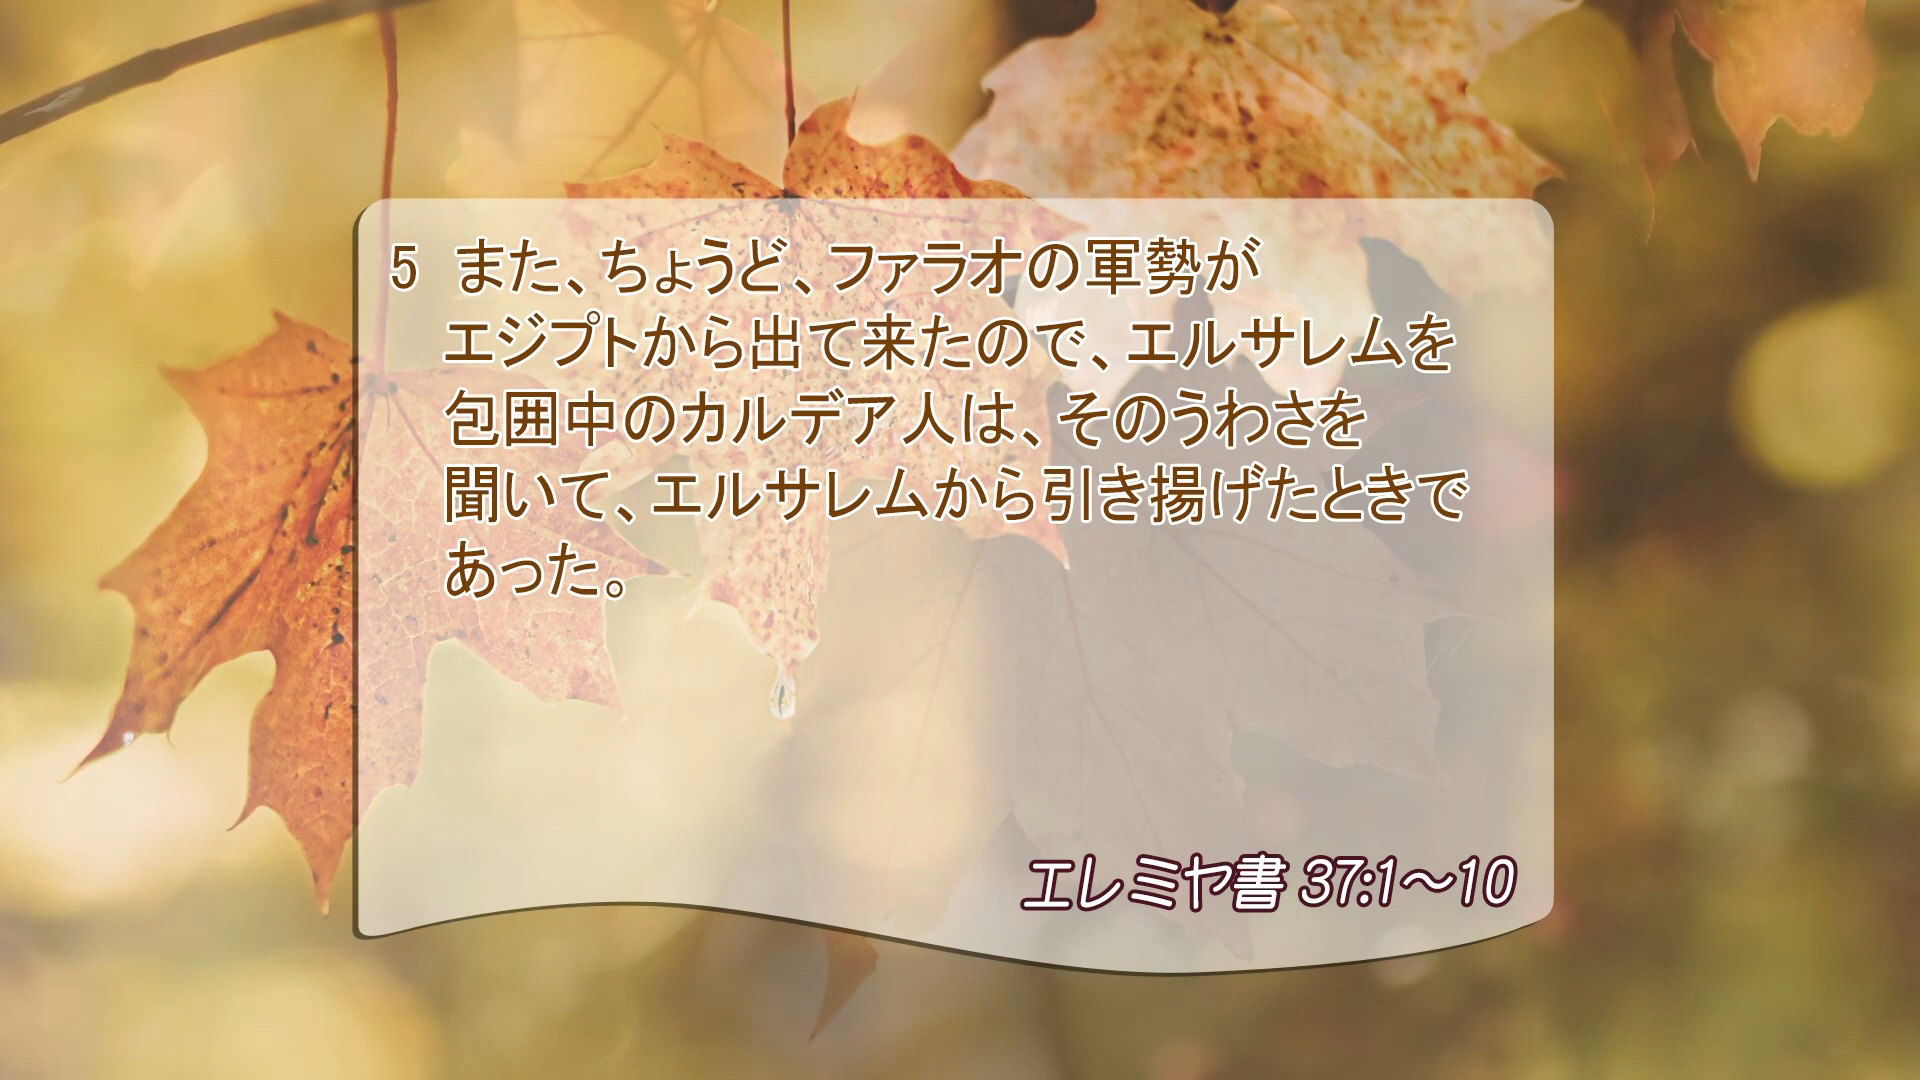 5 また、ちょうど、ファラオの軍勢が
エジプトから出て来たので、エルサレムを
包囲中のカルデア人は、そのうわさを
聞いて、エルサレムから引き揚げたときで
あった。
エレミヤ書 37:1～10